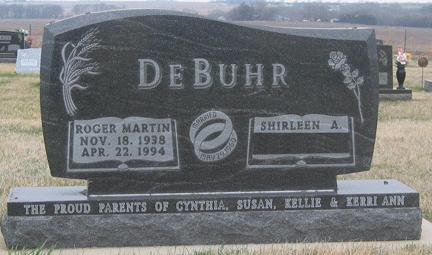 DeBuhr
ROGER MARTIN
NOV. 18. 1938
APR. 22. 1994
MARRIED
SHIRLEEN A.
THE PROUD PARENTS OF CYNTHIA, SUSAN, KELLIE & KERRI ANN